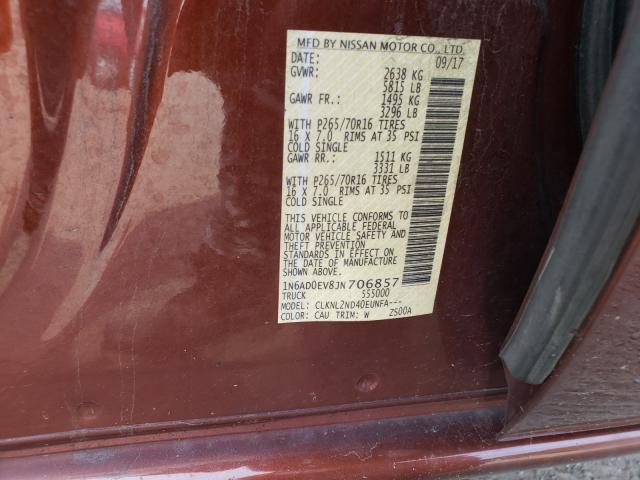 MFD BY NISSAN MOTOR CO., LTD.
DATE: 09/17
GVWR: 2638 KG
5815 LB
GAWR FR.: 1495 KG
3296 LB
WITH P265/70R16 TIRES
16 X 7.0 RIMS AT 35 PSI
COLD SINGLE
GAWR RR.: 1511 KG
3331 LB
WITH P265/70R16 TIRES
16 X 7.0 RIMS AT 35 PSI
COLD SINGLE
THIS VEHICLE CONFORMS TO
ALL APPLICABLE FEDERAL
MOTOR VEHICLE SAFETY AND
THEFT PREVENTION
STANDARDS IN EFFECT ON
THE DATE OF MANUFACTURE
SHOWN ABOVE.
1N6AD0EV8JN706857
TRUCK S55000
MODEL: CLKNL2ND40EUNFA---
COLOR: CAU TRIM: W ZS00A